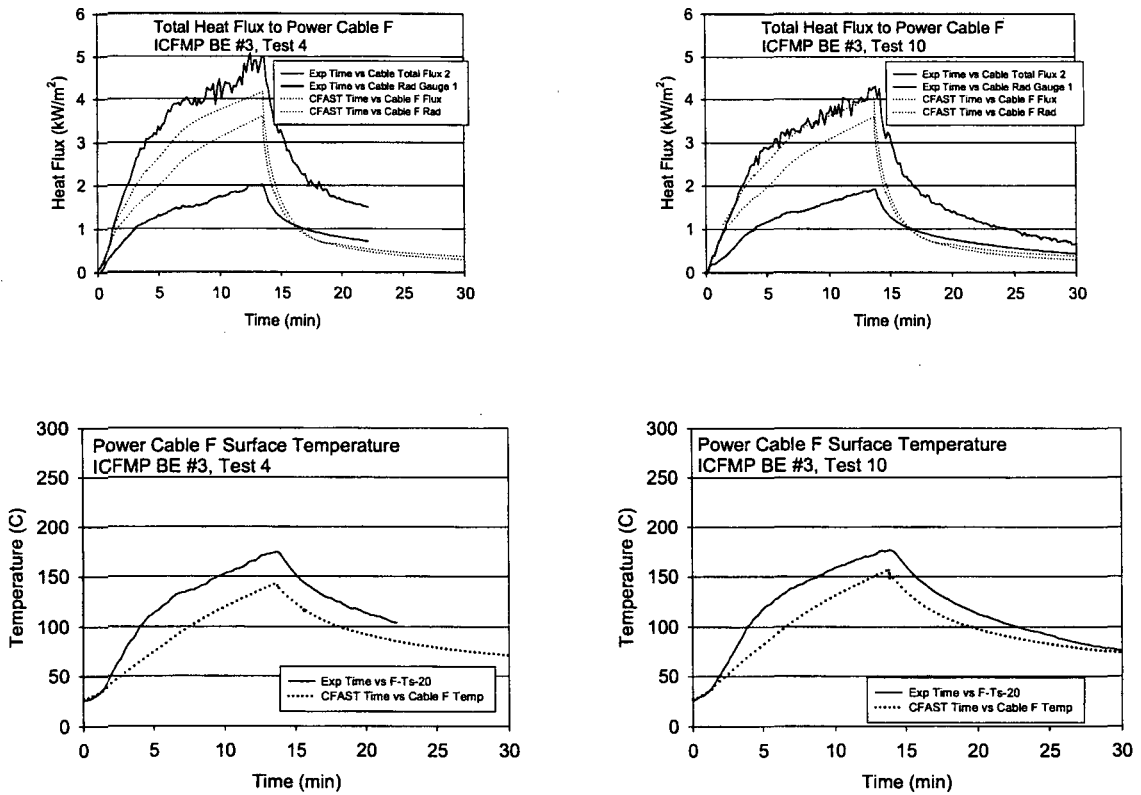 Total Heat Flux to Power Cable F
ICFMP BE #3, Test 4
Exp Time vs Cable Total Flux 2
Exp Time vs Cable Rad Gauge 1
CFAST Time vs Cable F Flux
CFAST Time vs Cable F Rad
Heat Flux (kW/m²)
6
5
4
3
2
1
0
0 5 10 15 20 25 30
Time (min)
Total Heat Flux to Power Cable F
ICFMP BE #3, Test 10
Exp Time vs Cable Total Flux 2
Exp Time vs Cable Rad Gauge 1
CFAST Time vs Cable F Flux
CFAST Time vs Cable F Rad
Heat Flux (kW/m²)
6
5
4
3
2
1
0
0 5 10 15 20 25 30
Time (min)
Power Cable F Surface Temperature
ICFMP BE #3, Test 4
Temperature (C)
300
250
200
150
100
50
0
Exp Time vs F-Ts-20
CFAST Time vs Cable F Temp
0 5 10 15 20 25 30
Time (min)
Power Cable F Surface Temperature
ICFMP BE #3, Test 10
Temperature (C)
300
250
200
150
100
50
0
Exp Time vs F-Ts-20
CFAST Time vs Cable F Temp
0 5 10 15 20 25 30
Time (min)